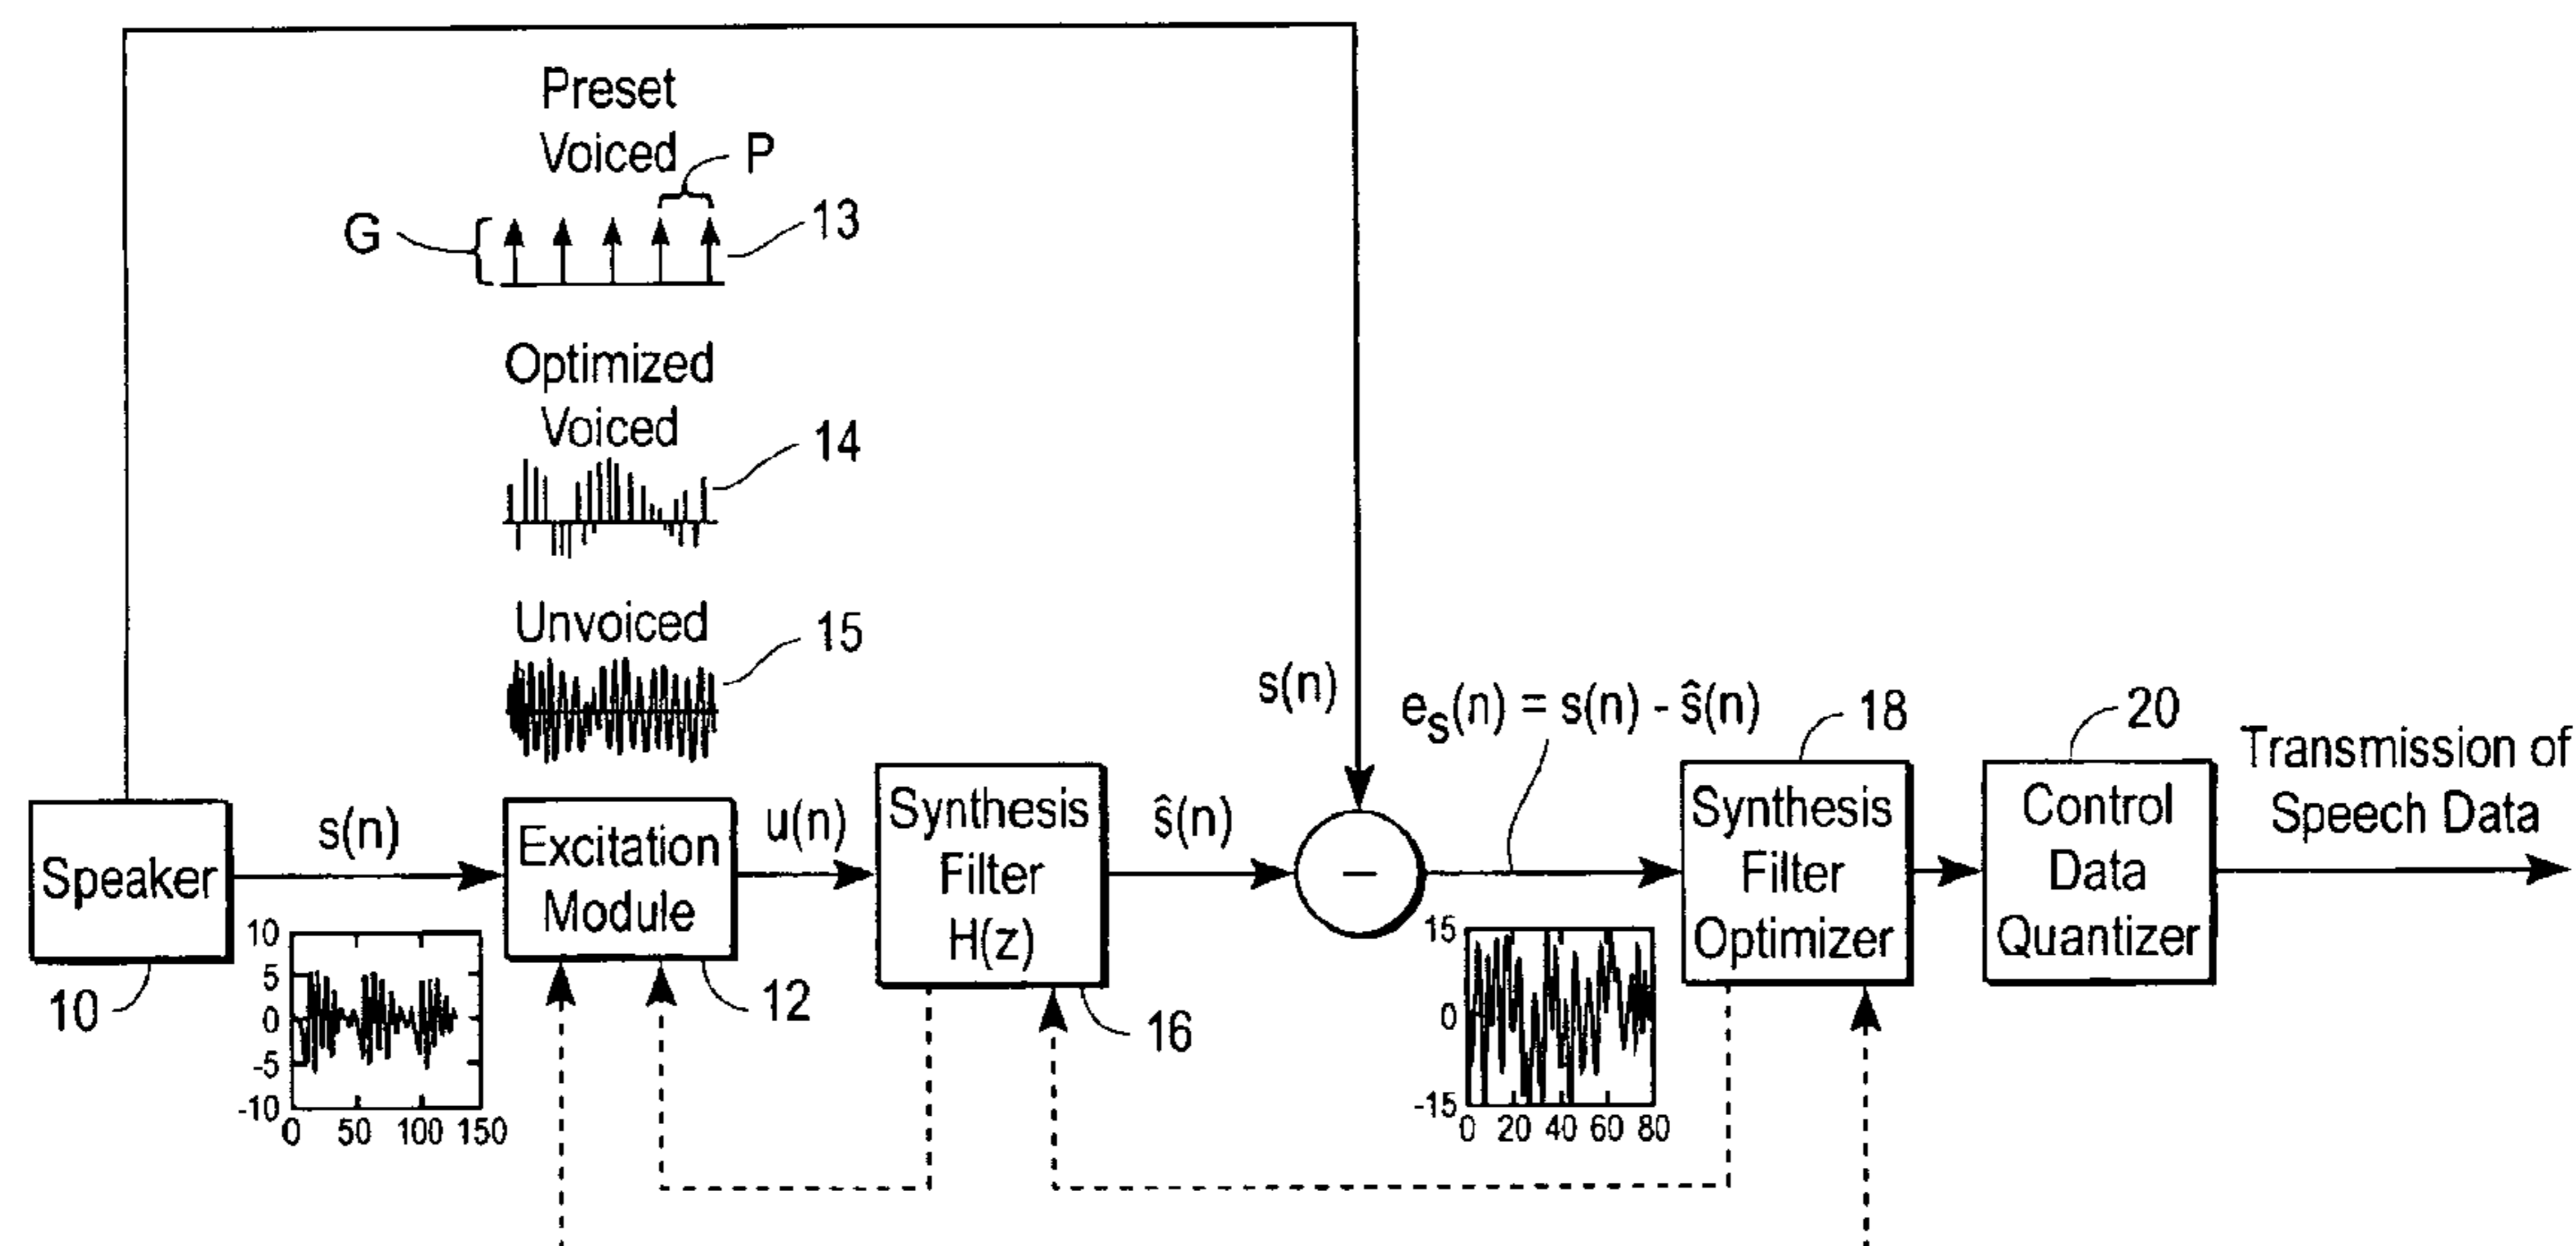 Preset
Voiced
P
G
13
Optimized
Voiced
14
Unvoiced
15
s(n)
e_s(n) = s(n) - ŝ(n)
18
20
Transmission of
Speech Data
Speaker
s(n)
Excitation
Module
u(n)
Synthesis
Filter
H(z)
ŝ(n)
−
Synthesis
Filter
Optimizer
Control
Data
Quantizer
10
12
16
10
5
0
-5
-10
0 50 100 150
15
0
-15
0 20 40 60 80